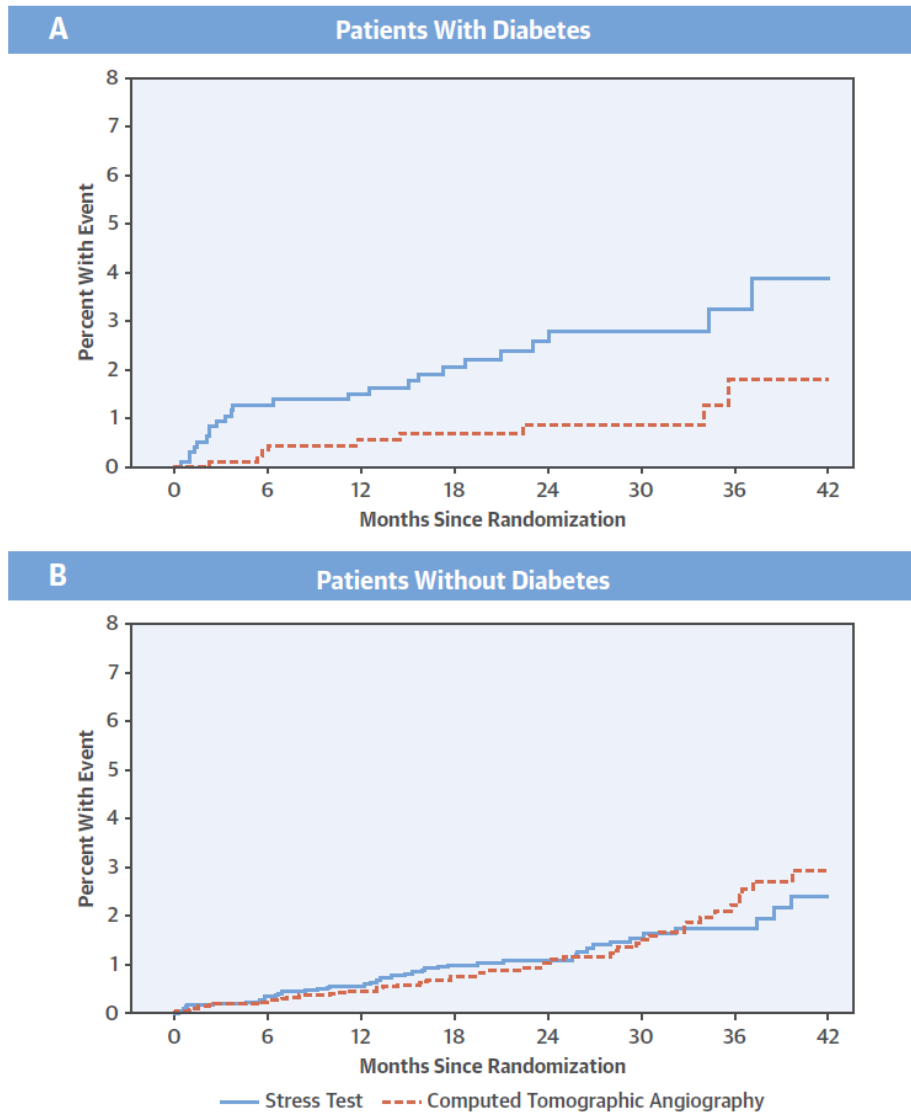 A Patients With Diabetes
Percent With Event
8
7
6
5
4
3
2
1
0
0 6 12 18 24 30 36 42
Months Since Randomization
B Patients Without Diabetes
Percent With Event
8
7
6
5
4
3
2
1
0
0 6 12 18 24 30 36 42
Months Since Randomization
Stress Test Computed Tomographic Angiography